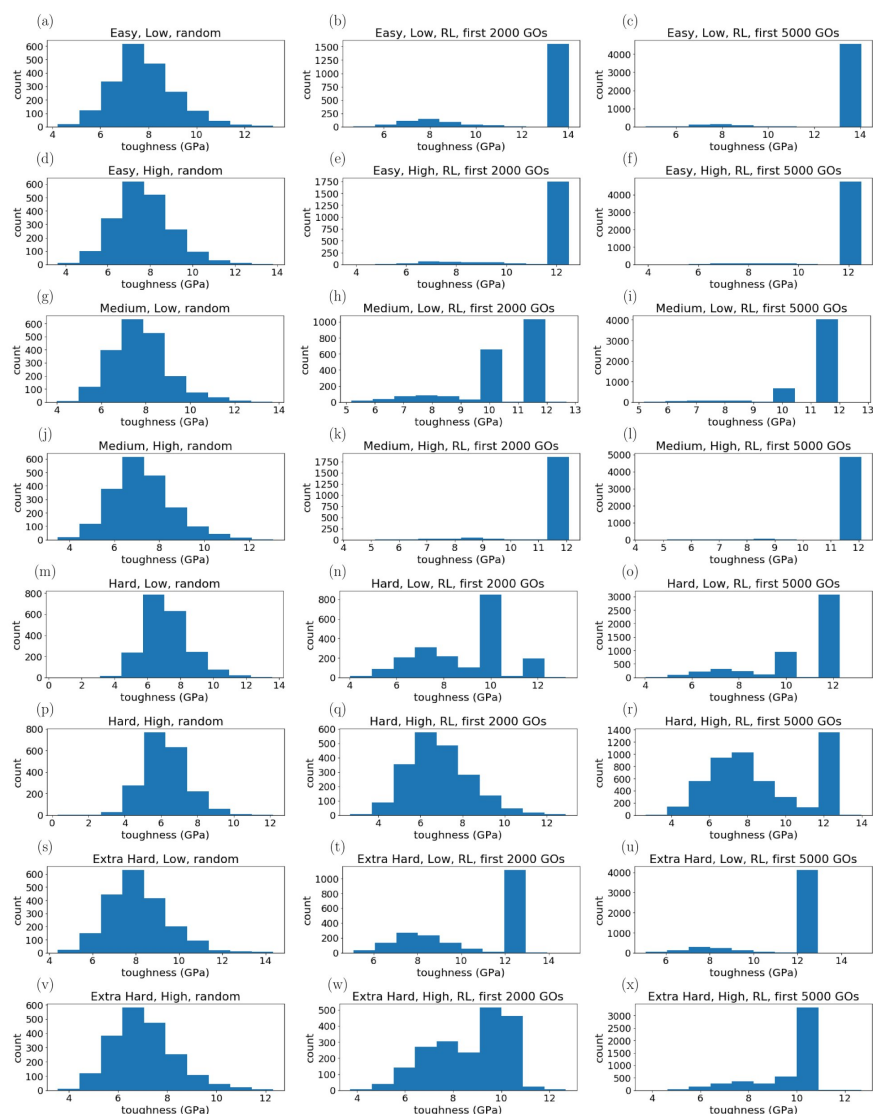 (a) (b) (c)
Easy, Low, random Easy, Low, RL, first 2000 GOs Easy, Low, RL, first 5000 GOs
count count count
600 500 400 300 200 100 0
1500 1250 1000 750 500 250 0
4000 3000 2000 1000 0
4 6 8 10 12
6 8 10 12 14
6 8 10 12 14
toughness (GPa) toughness (GPa) toughness (GPa)
(d) (e) (f)
Easy, High, random Easy, High, RL, first 2000 GOs Easy, High, RL, first 5000 GOs
count count count
600 500 400 300 200 100 0
1750 1500 1250 1000 750 500 250 0
4000 3000 2000 1000 0
4 6 8 10 12 14
4 6 8 10 12
4 6 8 10 12
toughness (GPa) toughness (GPa) toughness (GPa)
(g) (h) (i)
Medium, Low, random Medium, Low, RL, first 2000 GOs Medium, Low, RL, first 5000 GOs
count count count
600 500 400 300 200 100 0
1000 800 600 400 200 0
4000 3000 2000 1000 0
4 6 8 10 12 14
5 6 7 8 9 10 11 12 13
5 6 7 8 9 10 11 12 13
toughness (GPa) toughness (GPa) toughness (GPa)
(j) (k) (l)
Medium, High, random Medium, High, RL, first 2000 GOs Medium, High, RL, first 5000 GOs
count count count
600 500 400 300 200 100 0
1750 1500 1250 1000 750 500 250 0
5000 4000 3000 2000 1000 0
4 6 8 10 12
4 5 6 7 8 9 10 11 12
4 5 6 7 8 9 10 11 12
toughness (GPa) toughness (GPa) toughness (GPa)
(m) (n) (o)
Hard, Low, random Hard, Low, RL, first 2000 GOs Hard, Low, RL, first 5000 GOs
count count count
800 600 400 200 0
800 600 400 200 0
3000 2500 2000 1500 1000 500 0
0 2 4 6 8 10 12 14
4 6 8 10 12
4 6 8 10 12
toughness (GPa) toughness (GPa) toughness (GPa)
(p) (q) (r)
Hard, High, random Hard, High, RL, first 2000 GOs Hard, High, RL, first 5000 GOs
count count count
800 600 400 200 0
600 500 400 300 200 100 0
1400 1200 1000 800 600 400 200 0
0 2 4 6 8 10 12
4 6 8 10 12
4 6 8 10 12 14
toughness (GPa) toughness (GPa) toughness (GPa)
(s) (t) (u)
Extra Hard, Low, random Extra Hard, Low, RL, first 2000 GOs Extra Hard, Low, RL, first 5000 GOs
count count count
600 500 400 300 200 100 0
1000 800 600 400 200 0
4000 3000 2000 1000 0
4 6 8 10 12 14
6 8 10 12 14
6 8 10 12 14
toughness (GPa) toughness (GPa) toughness (GPa)
(v) (w) (x)
Extra Hard, High, random Extra Hard, High, RL, first 2000 GOs Extra Hard, High, RL, first 5000 GOs
count count count
600 500 400 300 200 100 0
500 400 300 200 100 0
3000 2500 2000 1500 1000 500 0
4 6 8 10 12
4 6 8 10 12
4 6 8 10 12
toughness (GPa) toughness (GPa) toughness (GPa)